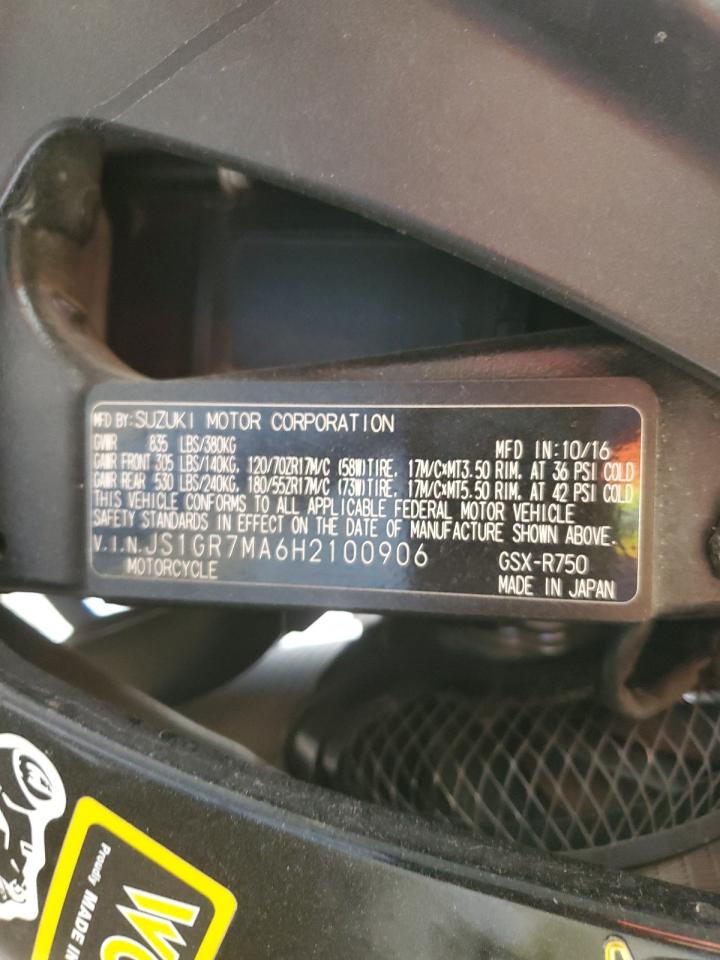 MFD BY: SUZUKI MOTOR CORPORATION
GVWR 835 LBS/380KG MFD IN: 10/16
GAWR FRONT 305 LBS/140KG, 120/70ZR17M/C (58W)TIRE, 17M/C×MT3.50 RIM, AT 36 PSI COLD
GAWR REAR 530 LBS/240KG, 180/55ZR17M/C (73W)TIRE, 17M/C×MT5.50 RIM, AT 42 PSI COLD
THIS VEHICLE CONFORMS TO ALL APPLICABLE FEDERAL MOTOR VEHICLE
SAFETY STANDARDS IN EFFECT ON THE DATE OF MANUFACTURE SHOWN ABOVE.
V.I.N. JS1GR7MA6H2100906 GSX-R750
MOTORCYCLE MADE IN JAPAN
Proudly MADE IN